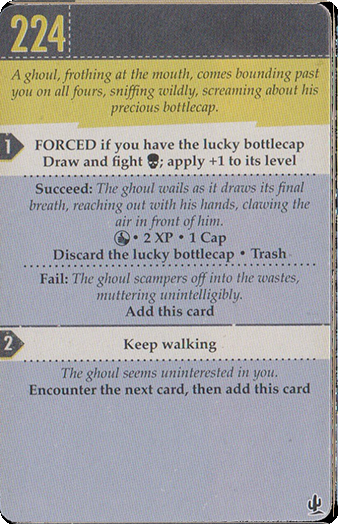 224
A ghoul, frothing at the mouth, comes bounding past
you on all fours, sniffing wildly, screaming about his
precious bottlecap.
1
FORCED if you have the lucky bottlecap
Draw and fight ; apply +1 to its level
Succeed: The ghoul wails as it draws its final
breath, reaching out with his hands, clawing the
air in front of him.
• 2 XP • 1 Cap
Discard the lucky bottlecap • Trash
Fail: The ghoul scampers off into the wastes,
muttering unintelligibly.
Add this card
2
Keep walking
The ghoul seems uninterested in you.
Encounter the next card, then add this card